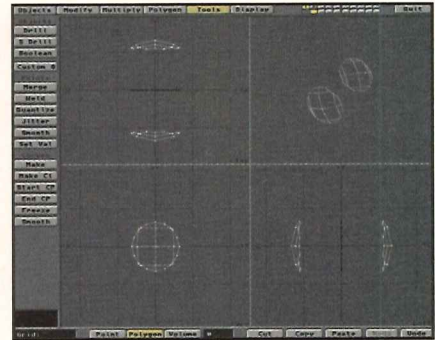 Objects Modify Multiply Polygon Tools Display Quit
Drill
S Drill
Boolean
Custom
Merge
Weld
Quantize
Jitter
Smooth
Set Val
Make
Make Cl
Start CP
End CP
Freeze
Smooth
Grid: Point Polygon Volume Cut Copy Paste Undo